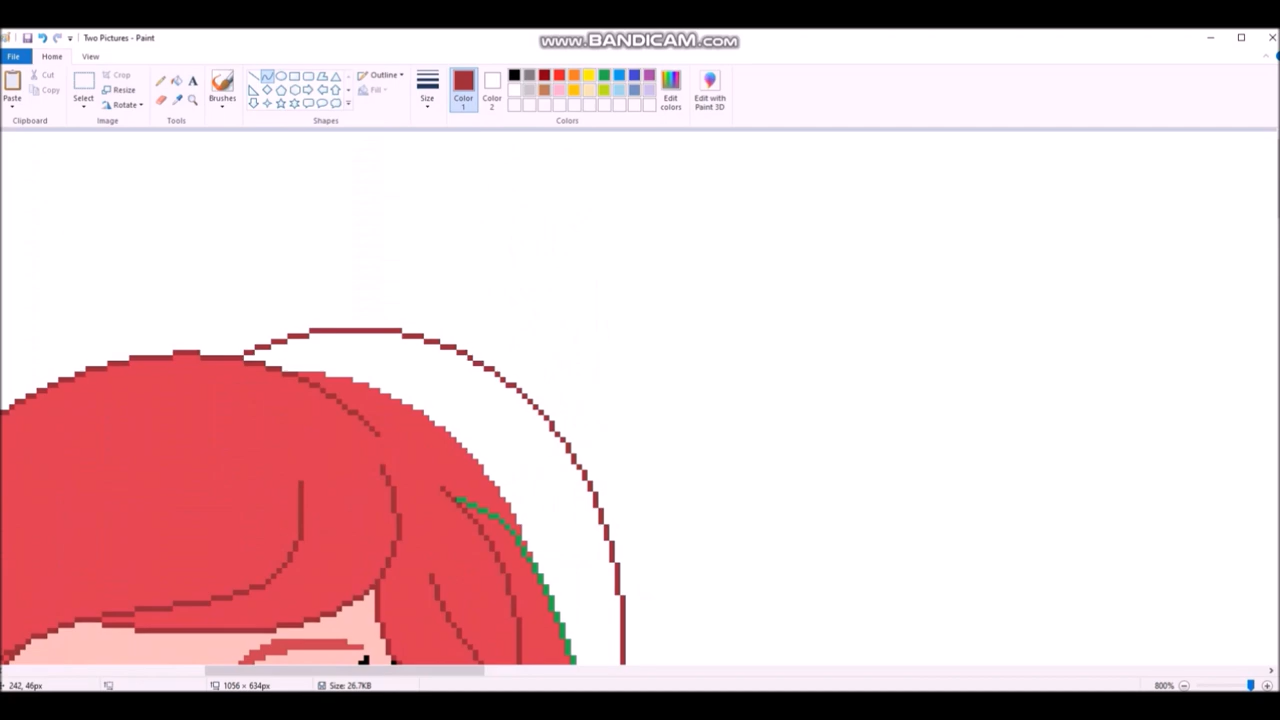 Two Pictures - Paint
www.BANDICAM.com
File Home View
Paste
Cut
Copy
Clipboard
Select
Crop
Resize
Rotate
Image
Tools
Brushes
Outline
Fill
Shapes
Size
Color 1
Color 2
Edit colors
Colors
Edit with Paint 3D
242, 46px
1056 × 634px
Size: 26.7KB
800%